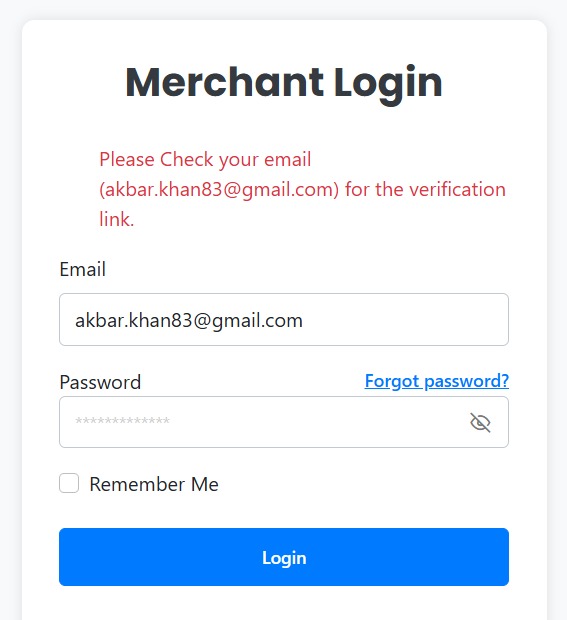 Merchant Login
Please Check your email
(akbar.khan83@gmail.com) for the verification
link.
Email
akbar.khan83@gmail.com
Password
Forgot password?
*************
Remember Me
Login